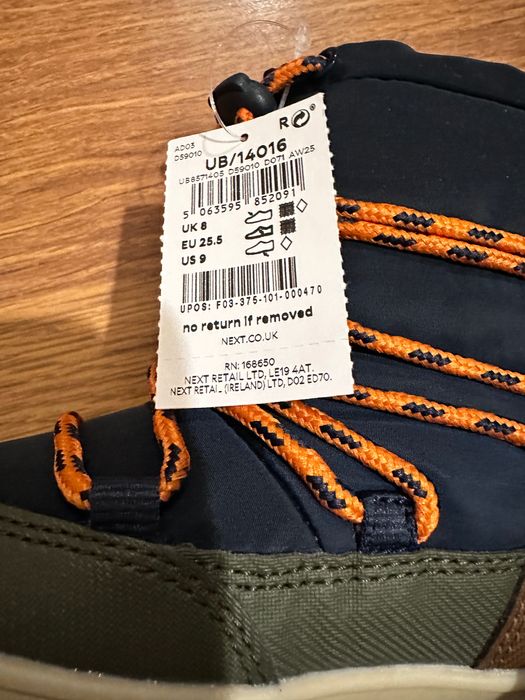 R
AD03
D59010
UB/14016
UB8571405 D59010 D071 AW25
5 063595 852091
UK 8
EU 25.5
US 9
UPOS: F03-375-101-000470
no return if removed
NEXT.CO.UK
RN: 168650
NEXT RETAIL LTD, LE19 4AT.
NEXT RETAIL (IRELAND) LTD, D02 ED70.